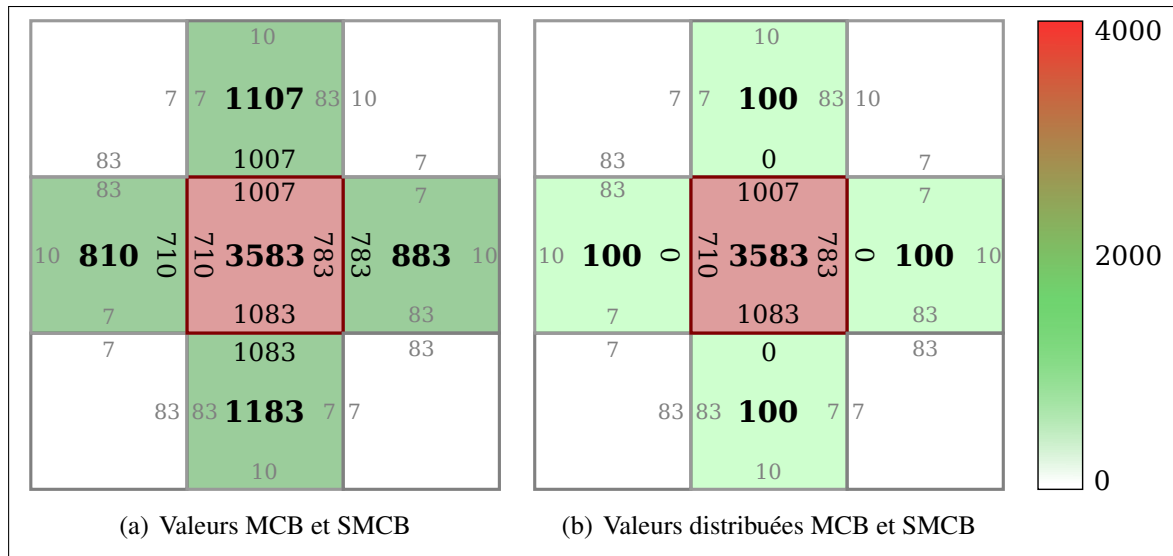 10 10 4000
7 7 1107 83 10 7 7 100 83 10
83 1007 7 83 0 7
83 1007 7 83 1007 7
10 810 710 710 3583 783 783 883 10 10 100 0 710 3583 783 0 100 10 2000
7 1083 83 7 1083 83
7 1083 83 7 0 83
83 83 1183 7 7 83 83 100 7 7
10 10 0
(a) Valeurs MCB et SMCB (b) Valeurs distribuées MCB et SMCB